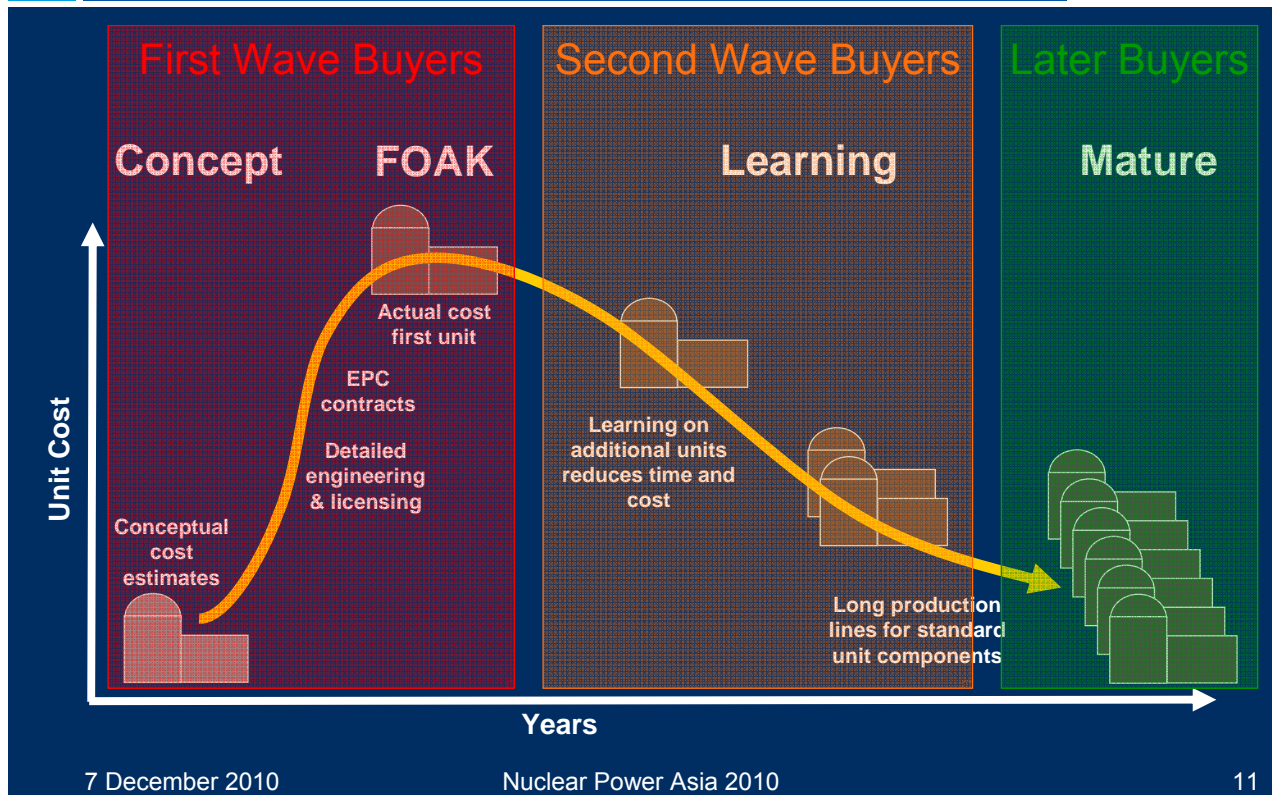 First Wave Buyers
Second Wave Buyers
Later Buyers
Concept
FOAK
Learning
Mature
Actual cost
first unit
EPC
contracts
Detailed
engineering
& licensing
Conceptual
cost
estimates
Learning on
additional units
reduces time and
cost
Long production
lines for standard
unit components
Unit Cost
Years
7 December 2010
Nuclear Power Asia 2010
11